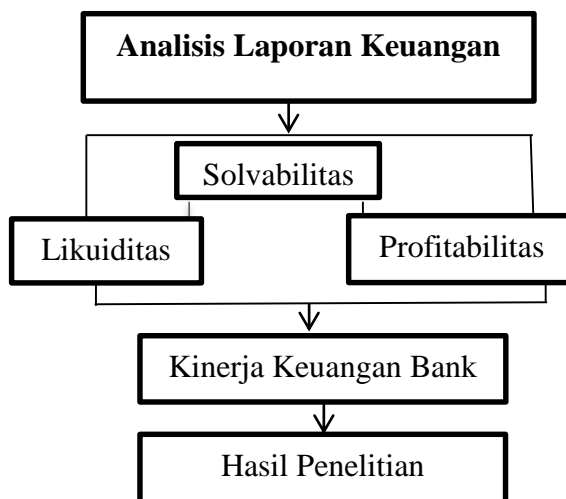 Analisis Laporan Keuangan
Solvabilitas
Likuiditas
Profitabilitas
Kinerja Keuangan Bank
Hasil Penelitian